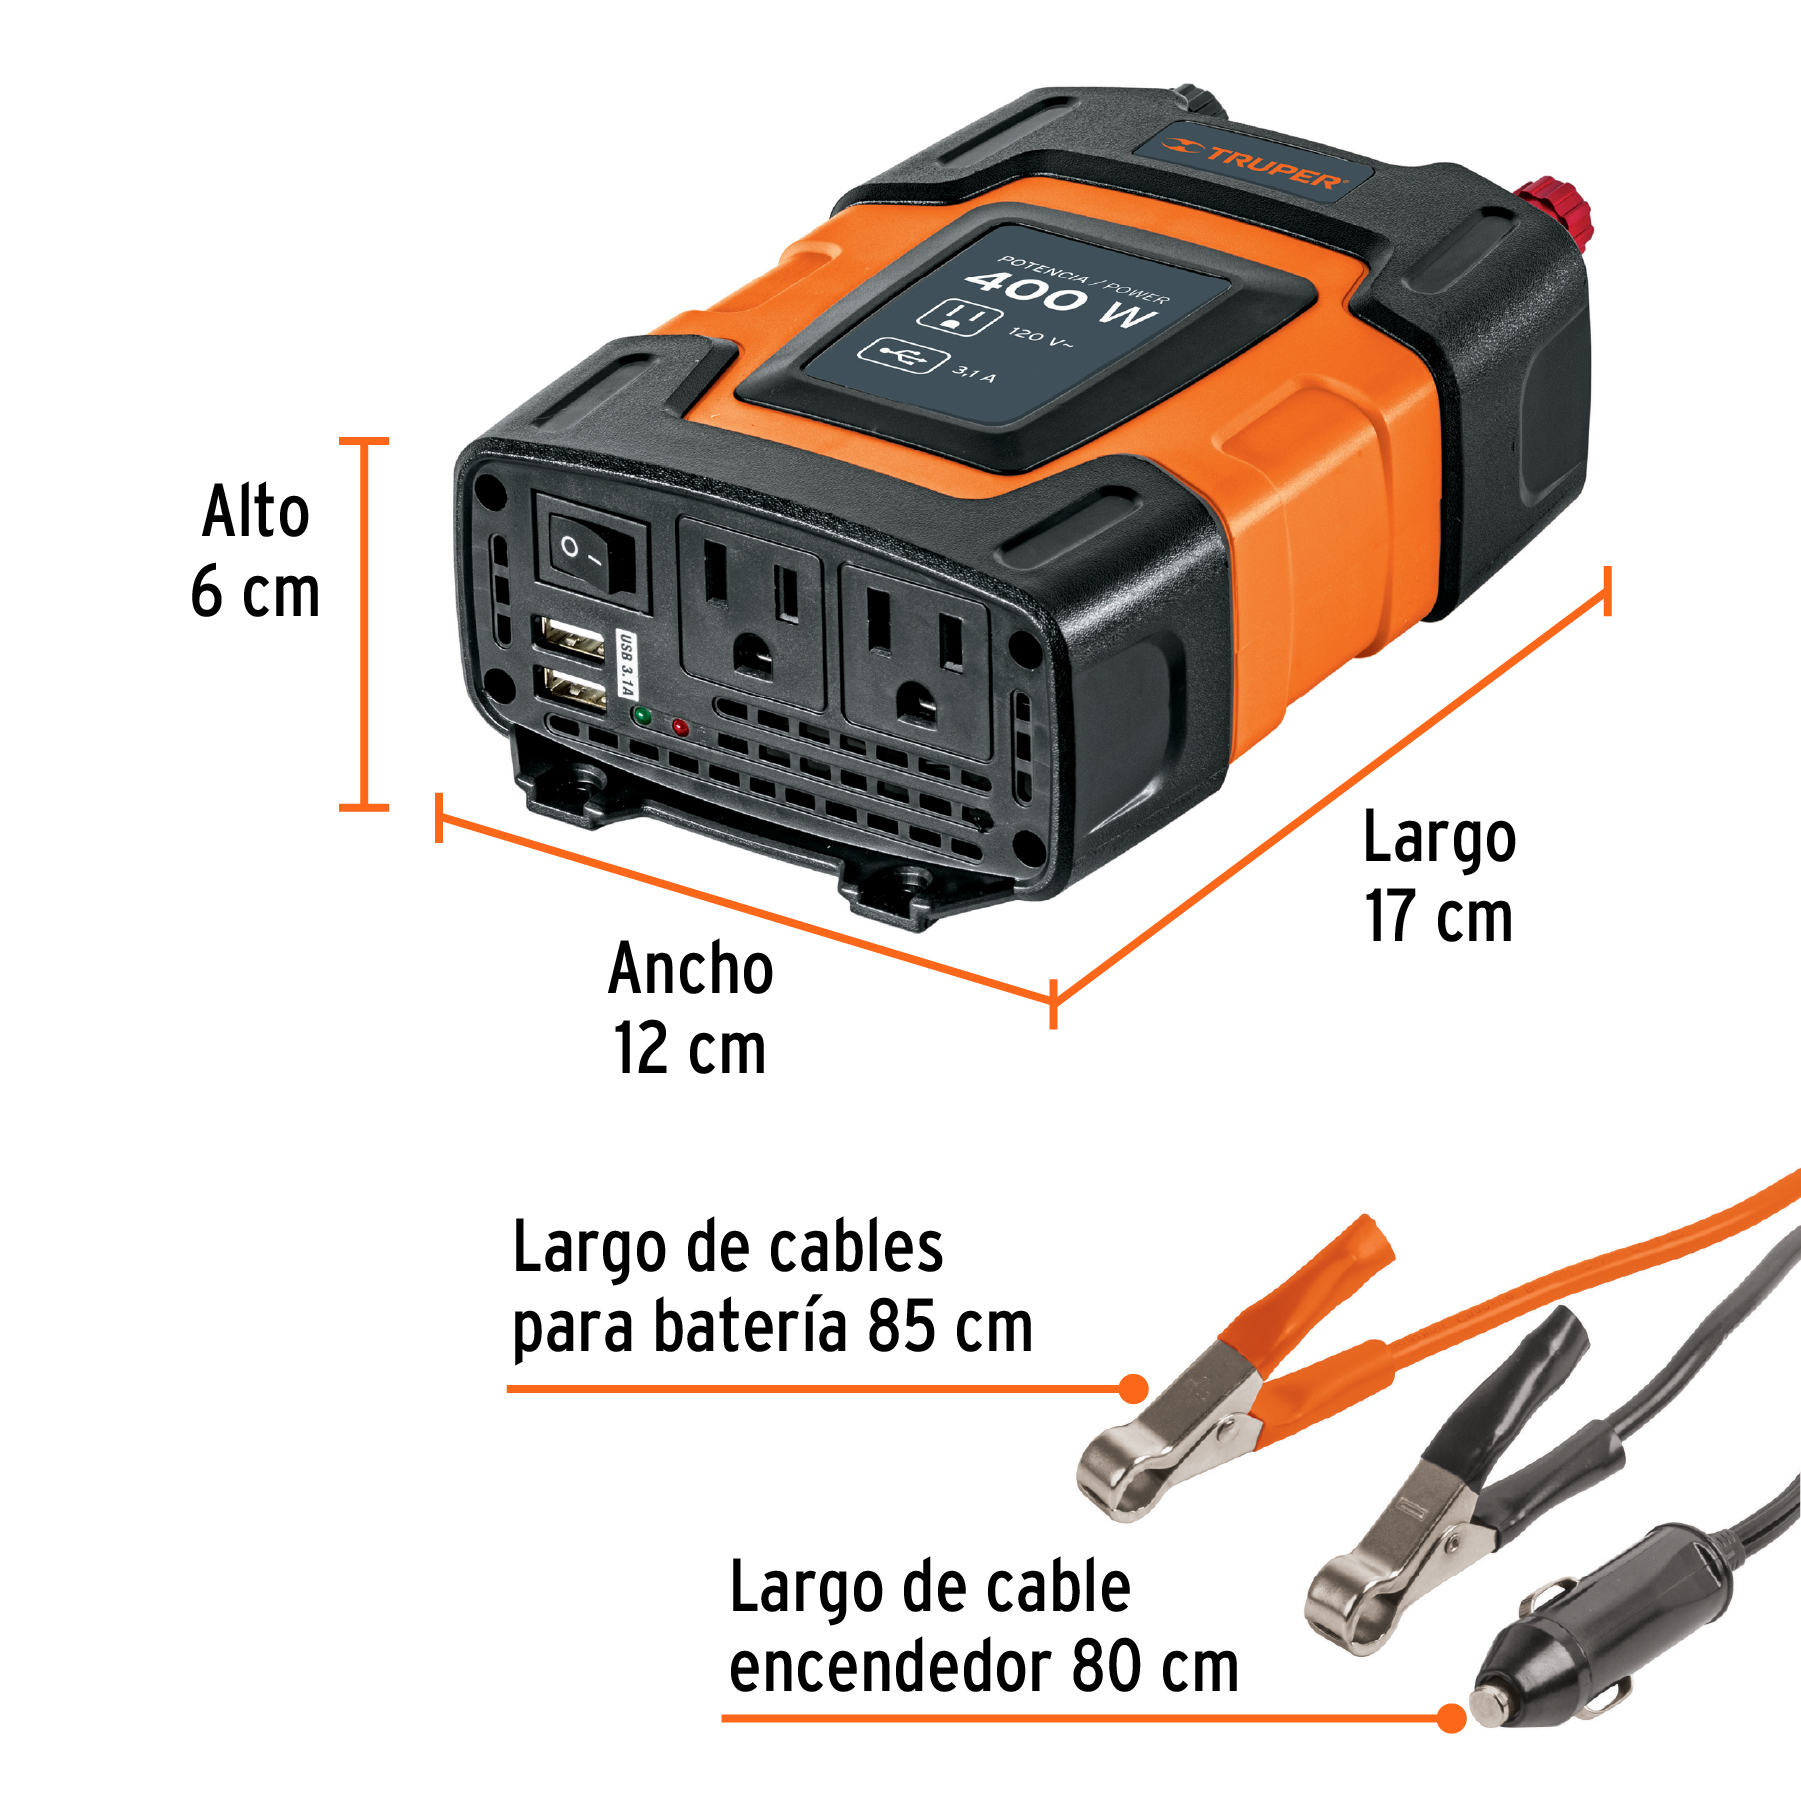 TRUPER®
POTENCIA / POWER
400 W
120 V~
3,1 A
O I
USB 3.1A
Alto
6 cm
Largo
17 cm
Ancho
12 cm
Largo de cables
para batería 85 cm
Largo de cable
encendedor 80 cm